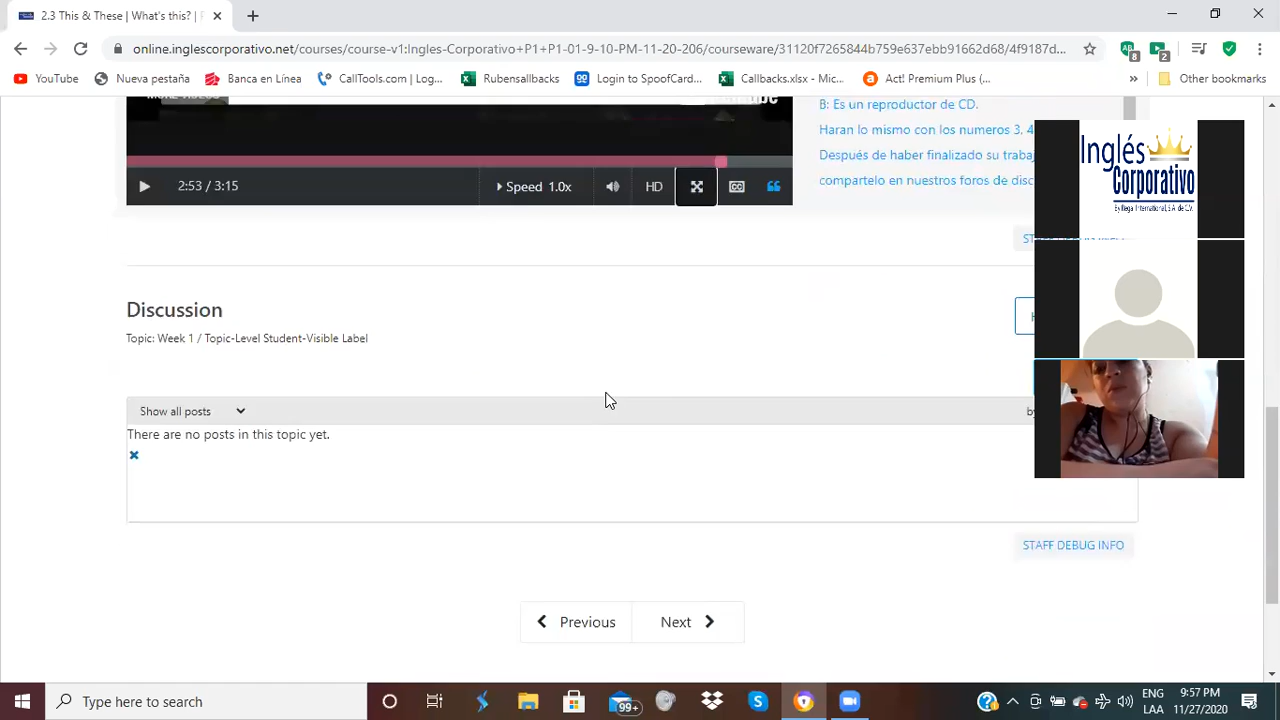 2.3 This & These | What's this? |
online.inglescorporativo.net/courses/course-v1:Ingles-Corporativo+P1+P1-01-9-10-PM-11-20-206/courseware/31120f7265844b759e637ebb91662d68/4f9187d...
8
2
YouTube
Nueva pestaña
Banca en Línea
CallTools.com | Log...
Rubensallbacks
Login to SpoofCard...
Callbacks.xlsx - Mic...
Act! Premium Plus (...
»
Other bookmarks
B: Es un reproductor de CD.
Haran lo mismo con los numeros 3, 4
Después de haber finalizado su traba
compartelo en nuestros foros de disc
2:53 / 3:15
Speed 1.0x
HD
Inglés
Corporativo
Discussion
Topic: Week 1 / Topic-Level Student-Visible Label
Show all posts
by
There are no posts in this topic yet.
STAFF DEBUG INFO
Previous
Next
Type here to search
99+
ENG
LAA
9:57 PM
11/27/2020